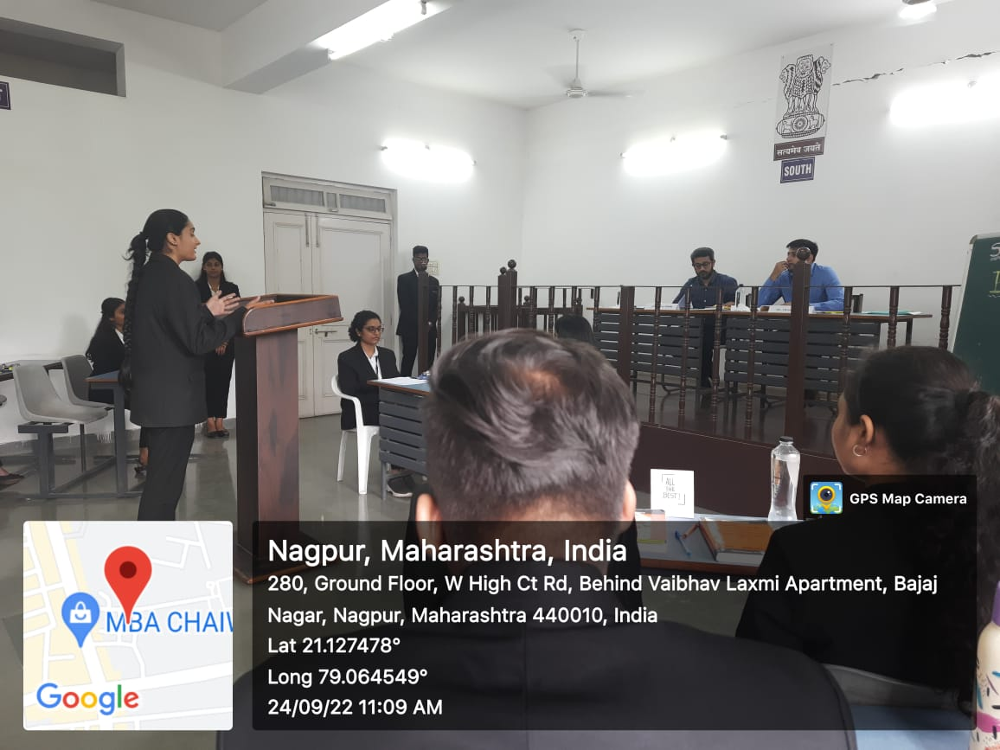 सत्यमेव जयते
SOUTH
ALL
THE
BEST!
GPS Map Camera
Nagpur, Maharashtra, India
280, Ground Floor, W High Ct Rd, Behind Vaibhav Laxmi Apartment, Bajaj
Nagar, Nagpur, Maharashtra 440010, India
Lat 21.127478°
Long 79.064549°
24/09/22 11:09 AM
MBA CHAIW
Google